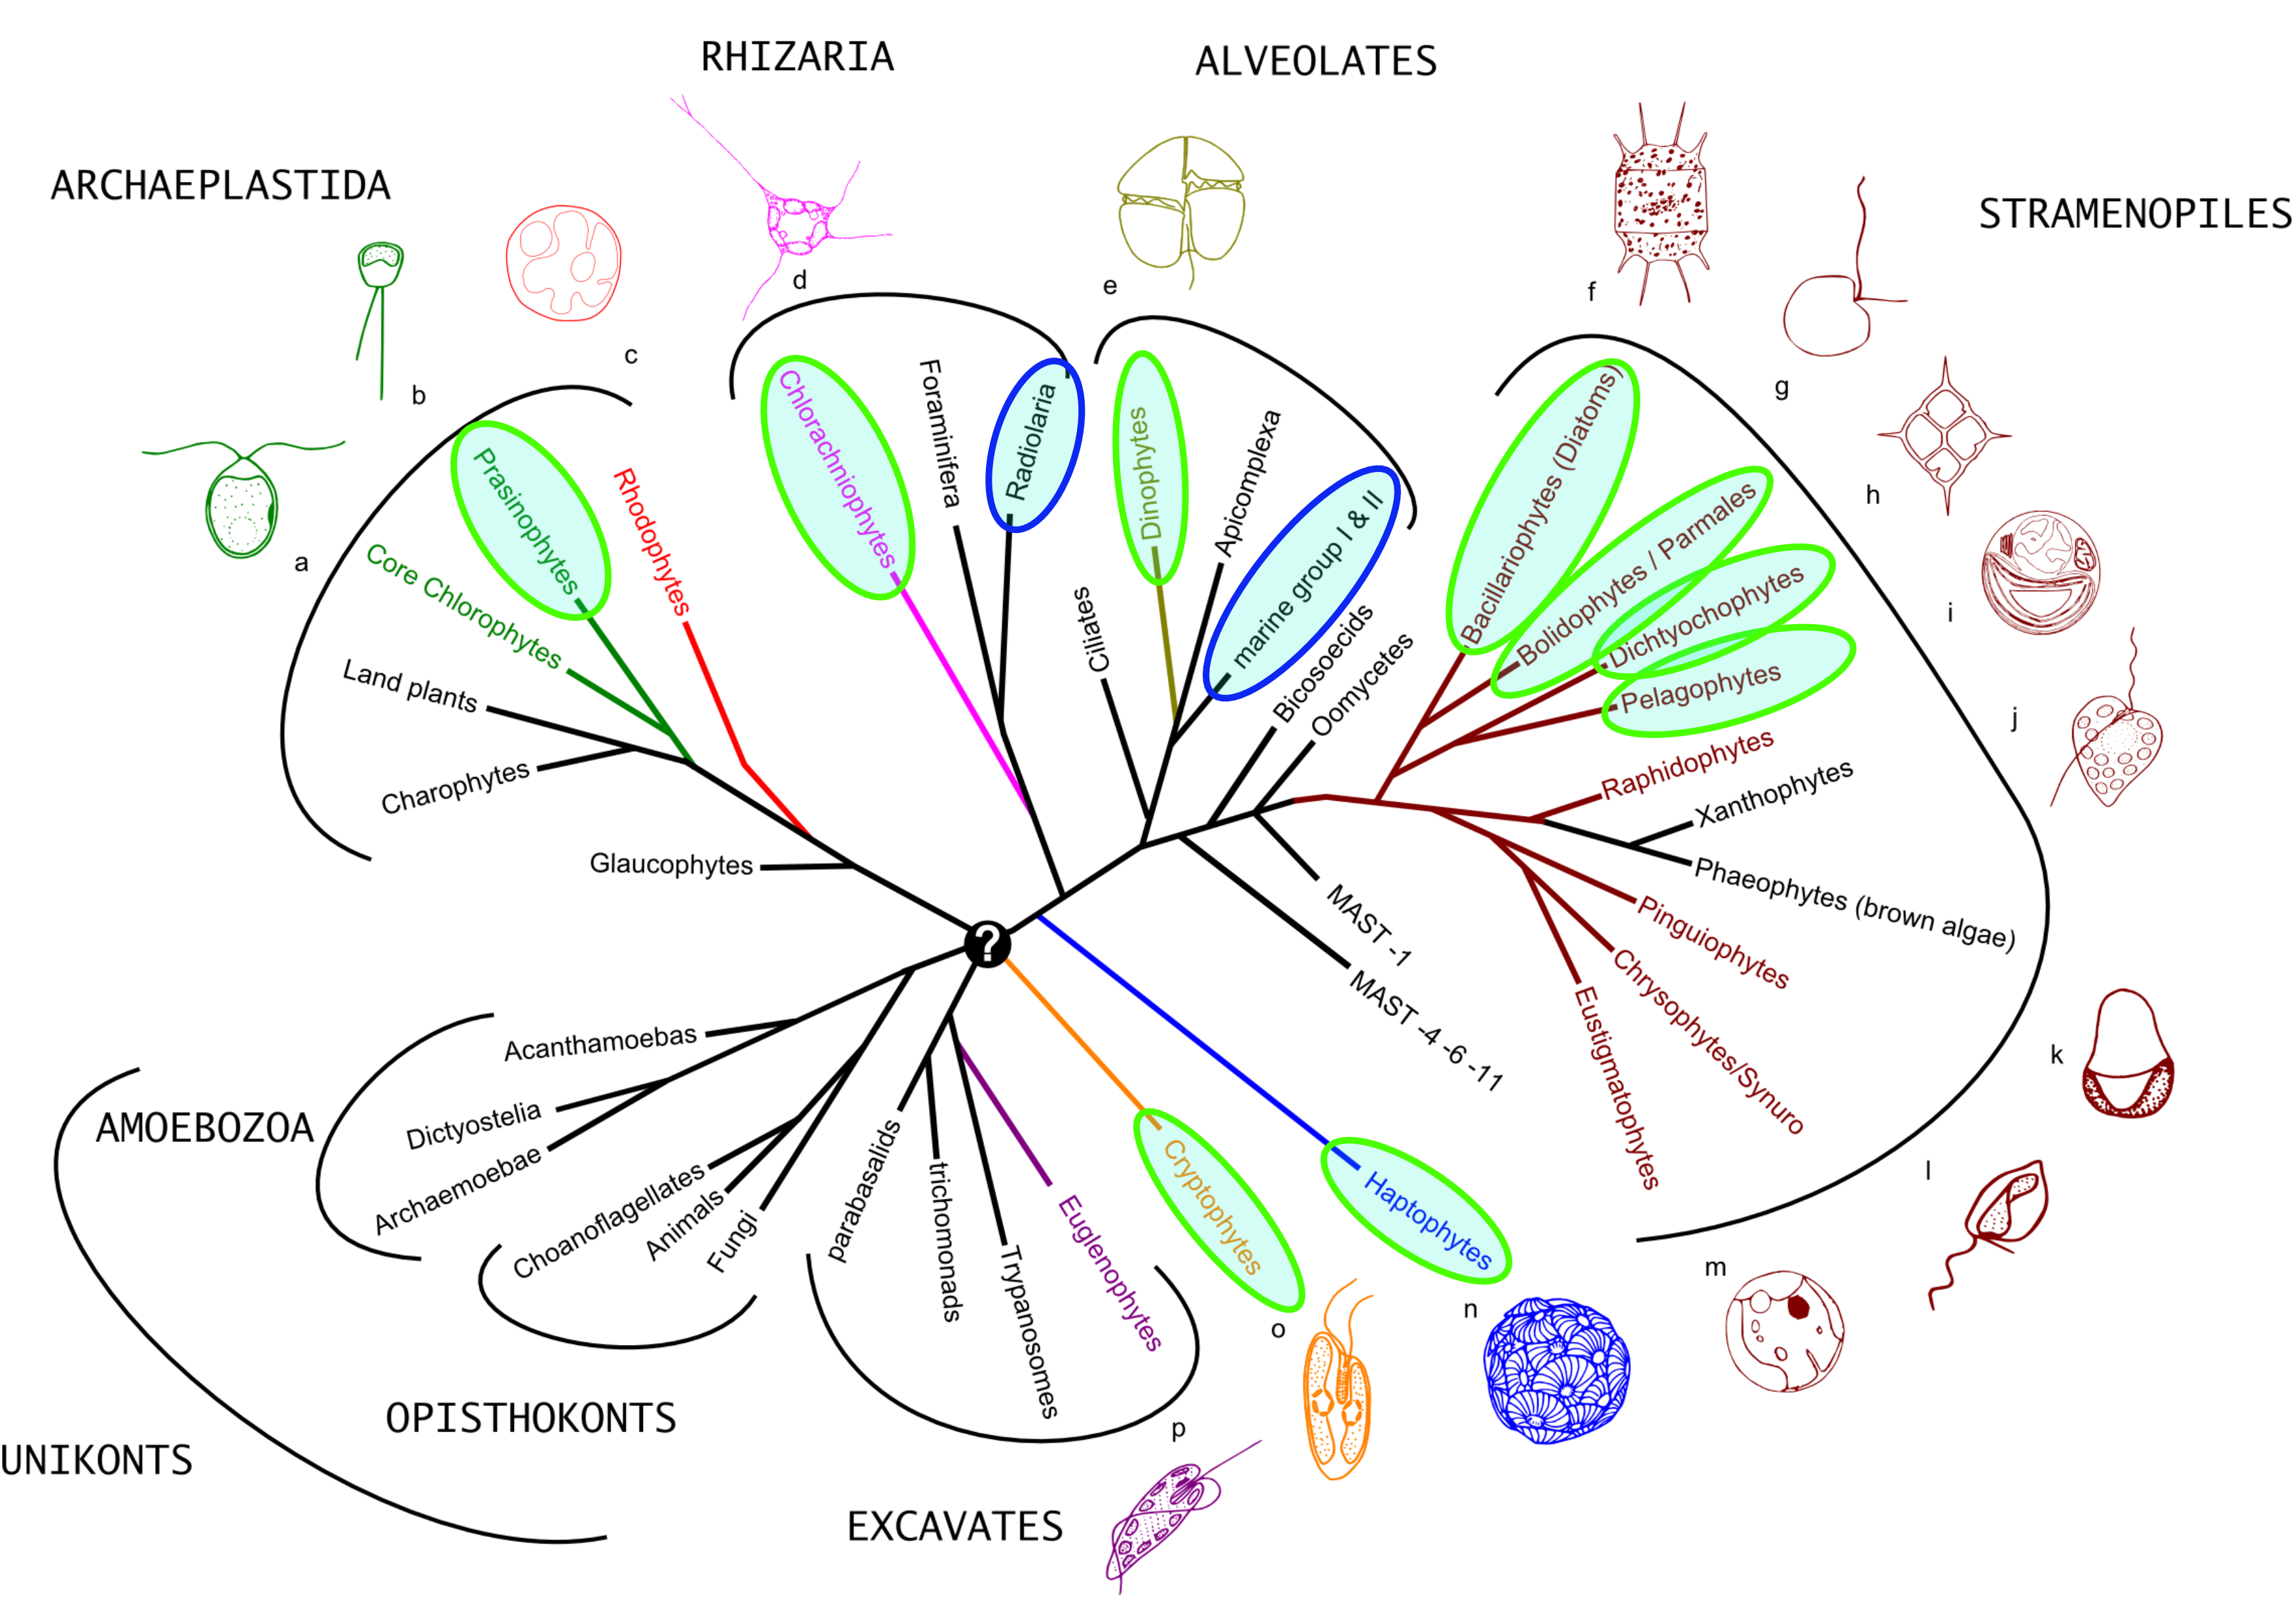 RHIZARIA
ALVEOLATES
ARCHAEPLASTIDA
STRAMENOPILES
a
b
c
d
e
f
g
h
i
j
k
l
m
n
o
p
Prasinophytes
Rhodophytes
Core Chlorophytes
Land plants
Charophytes
Glaucophytes
Chlorachniophytes
Foraminifera
Radiolaria
Ciliates
Dinophytes
Apicomplexa
marine group I & II
Bicosoecids
Oomycetes
Bacillariophytes (Diatoms)
Bolidophytes / Parmales
Dichtyochophytes
Pelagophytes
Raphidophytes
Xanthophytes
Phaeophytes (brown algae)
Pinguiophytes
Chrysophytes/Synuro
Eustigmatophytes
MAST -1
MAST -4 -6 -11
?
Haptophytes
Cryptophytes
Euglenophytes
Trypanosomes
trichomonads
parabasalids
Fungi
Animals
Choanoflagellates
Archaemoebae
Dictyostelia
Acanthamoebas
AMOEBOZOA
OPISTHOKONTS
UNIKONTS
EXCAVATES